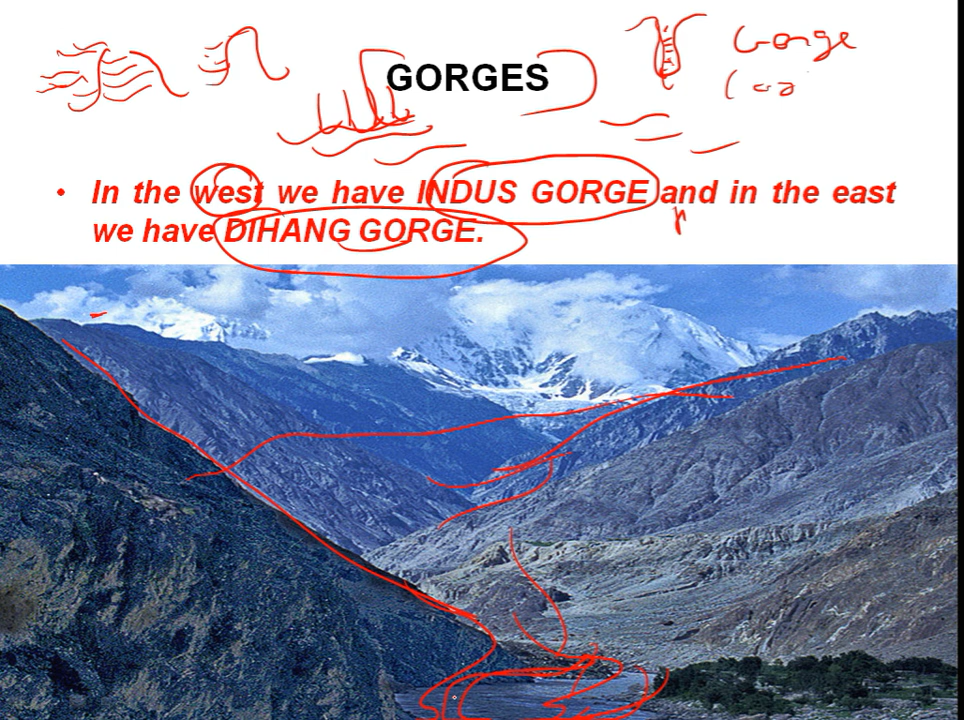 Gorge
GORGES
• In the west we have INDUS GORGE and in the east
we have DIHANG GORGE.